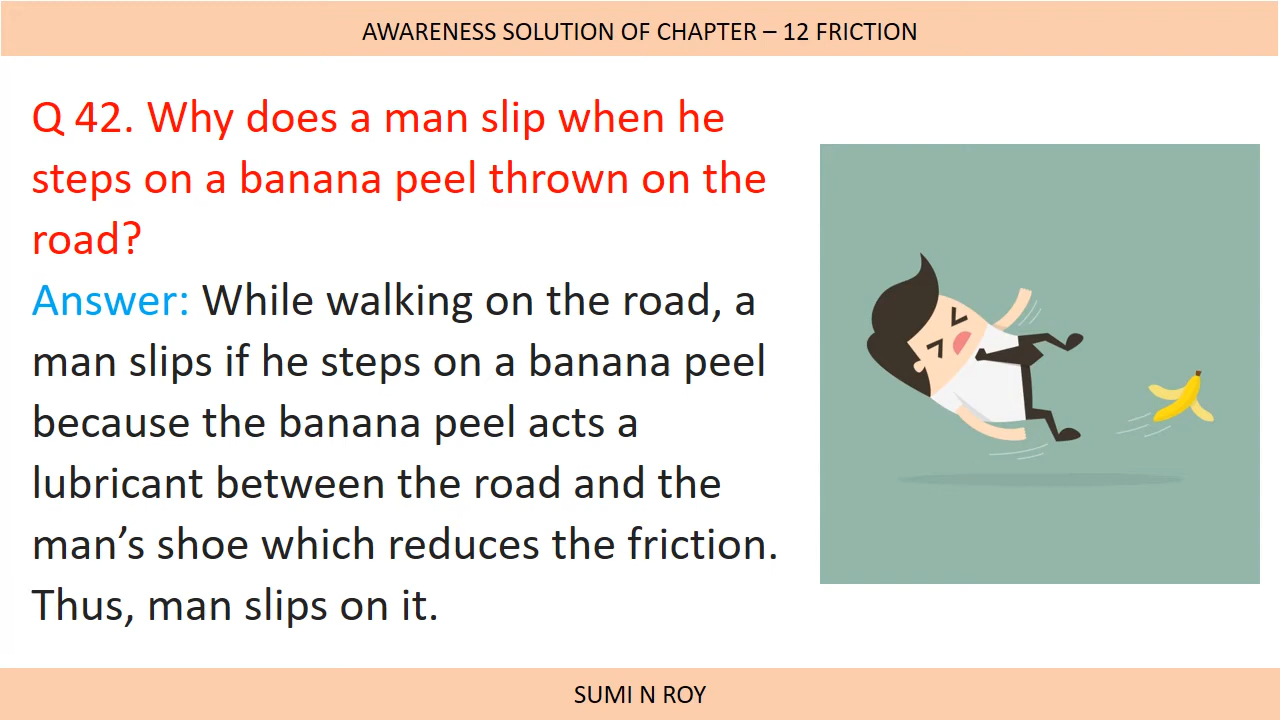 AWARENESS SOLUTION OF CHAPTER – 12 FRICTION
Q 42. Why does a man slip when he
steps on a banana peel thrown on the
road?
Answer: While walking on the road, a
man slips if he steps on a banana peel
because the banana peel acts a
lubricant between the road and the
man’s shoe which reduces the friction.
Thus, man slips on it.
SUMI N ROY